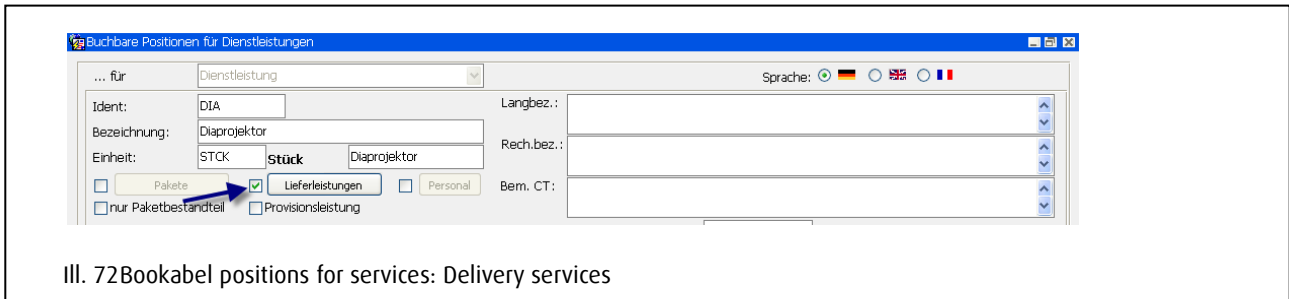 Buchbare Positionen für Dienstleistungen
... für Dienstleistung Sprache:
Ident: DIA Langbez.:
Bezeichnung: Diaprojektor Rech.bez.:
Einheit: STCK Stück Diaprojektor
Pakete Lieferleistungen Personal Bem. CT:
nur Paketbestandteil Provisionsleistung
Ill. 72Bookabel positions for services: Delivery services